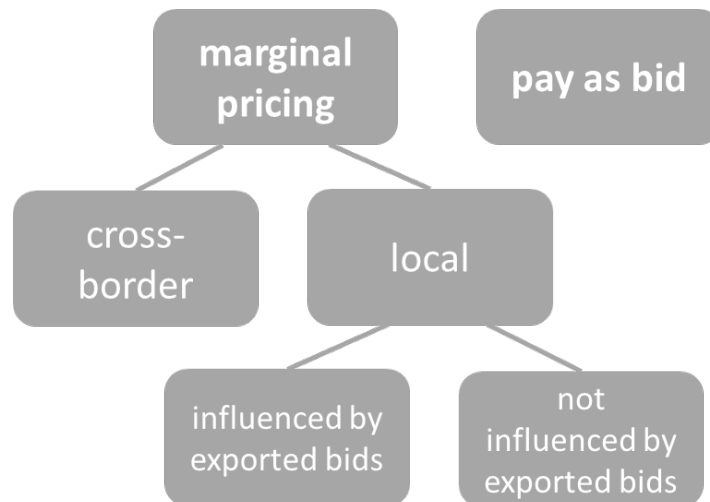 marginal
pricing
pay as bid
cross-
border
local
influenced by
exported bids
not
influenced by
exported bids